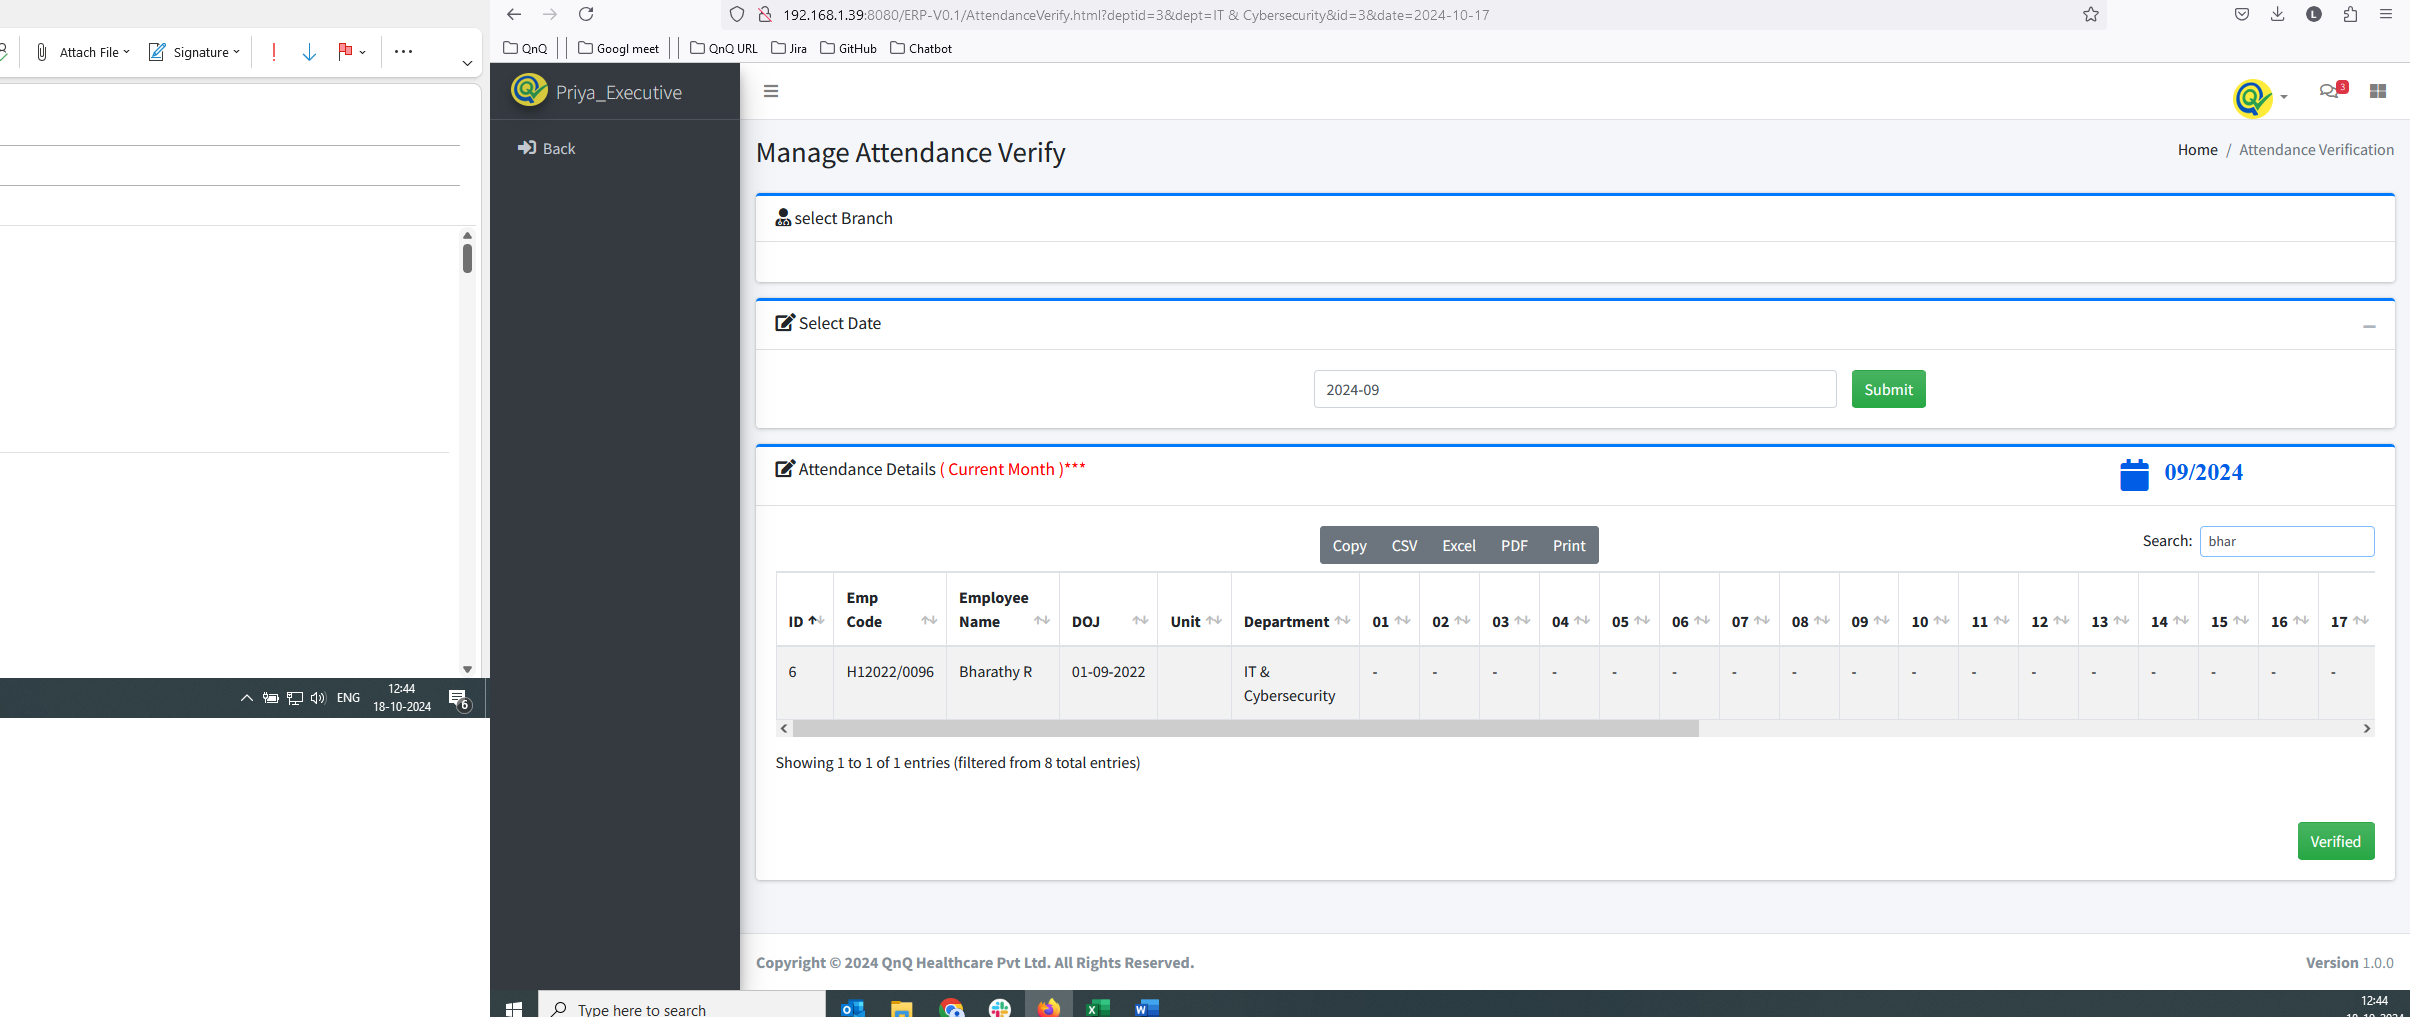 192.168.1.39:8080/ERP-V0.1/AttendanceVerify.html?deptid=3&dept=IT & Cybersecurity&id=3&date=2024-10-17
L
Attach File
Signature
QnQ
Googl meet
QnQ URL
Jira
GitHub
Chatbot
Priya_Executive
3
Back
Manage Attendance Verify
Home / Attendance Verification
select Branch
Select Date
2024-09
Submit
Attendance Details ( Current Month )***
09/2024
Copy CSV Excel PDF Print
Search: bhar
ID Emp Code Employee Name DOJ Unit Department 01 02 03 04 05 06 07 08 09 10 11 12 13 14 15 16 17
6 H12022/0096 Bharathy R 01-09-2022 IT & Cybersecurity - - - - - - - - - - - - - - - - -
Showing 1 to 1 of 1 entries (filtered from 8 total entries)
ENG
12:44
18-10-2024
6
Verified
Copyright © 2024 QnQ Healthcare Pvt Ltd. All Rights Reserved.
Version 1.0.0
Type here to search
12:44